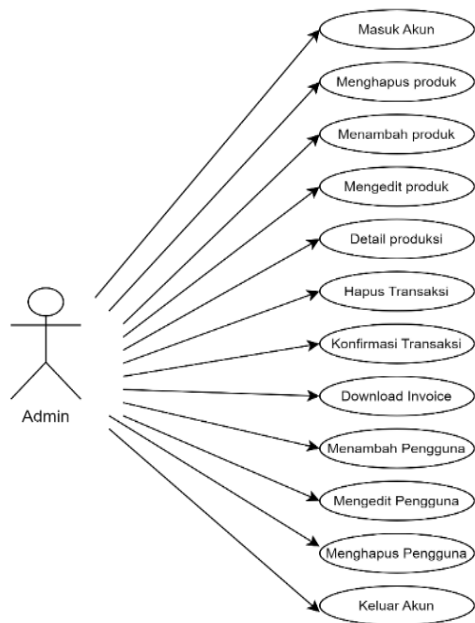 Masuk Akun
Menghapus produk
Menambah produk
Mengedit produk
Detail produksi
Hapus Transaksi
Konfirmasi Transaksi
Download Invoice
Menambah Pengguna
Mengedit Pengguna
Menghapus Pengguna
Keluar Akun
Admin